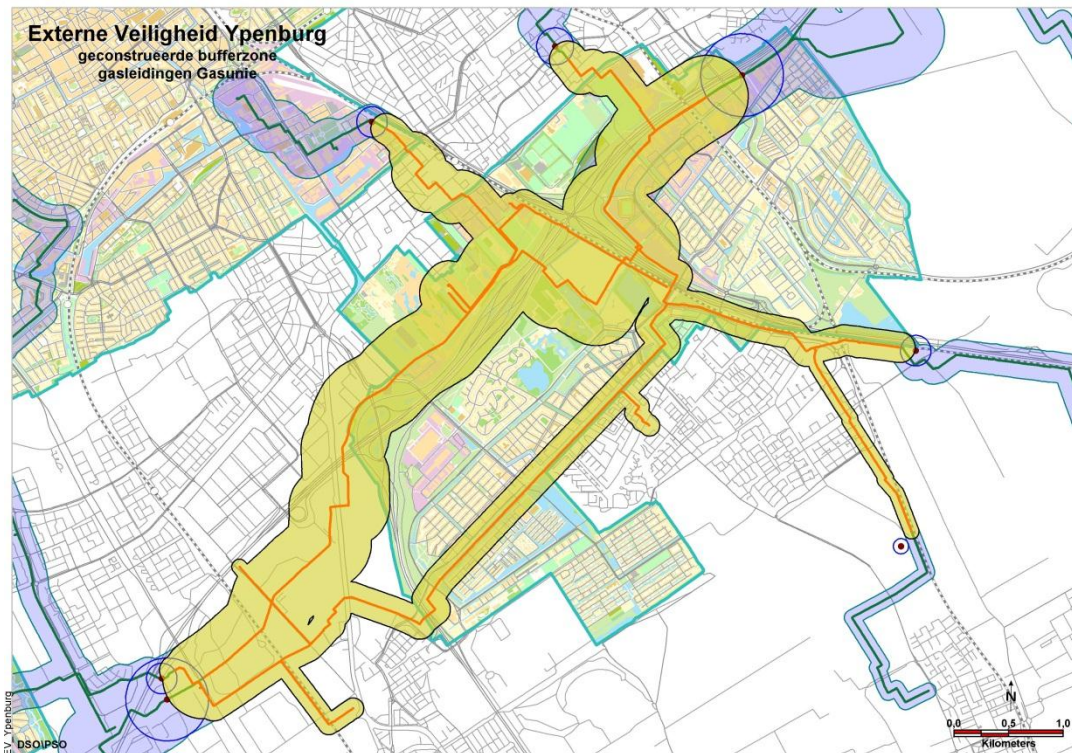 Externe Veiligheid Ypenburg
geconstrueerde bufferzone
gasleidingen Gasunie
N
0,0 0,5 1,0
Kilometers
EV_Ypenburg
DSO\PSO